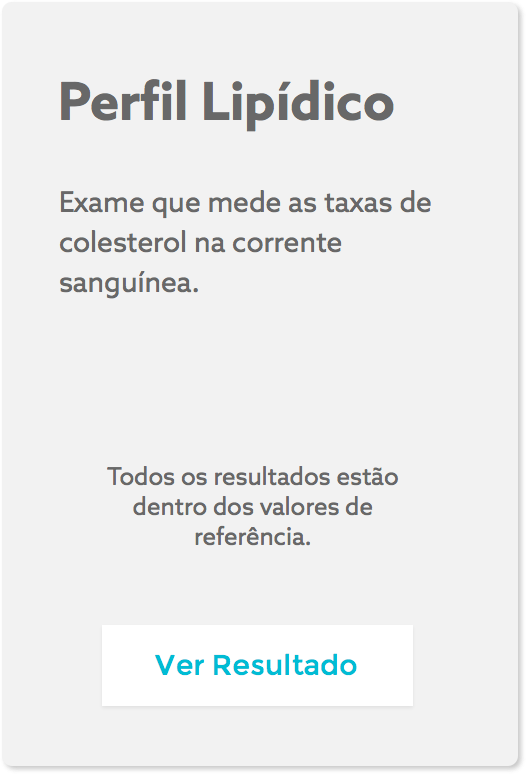 Perfil Lipídico
Exame que mede as taxas de
colesterol na corrente
sanguínea.
Todos os resultados estão
dentro dos valores de
referência.
Ver Resultado